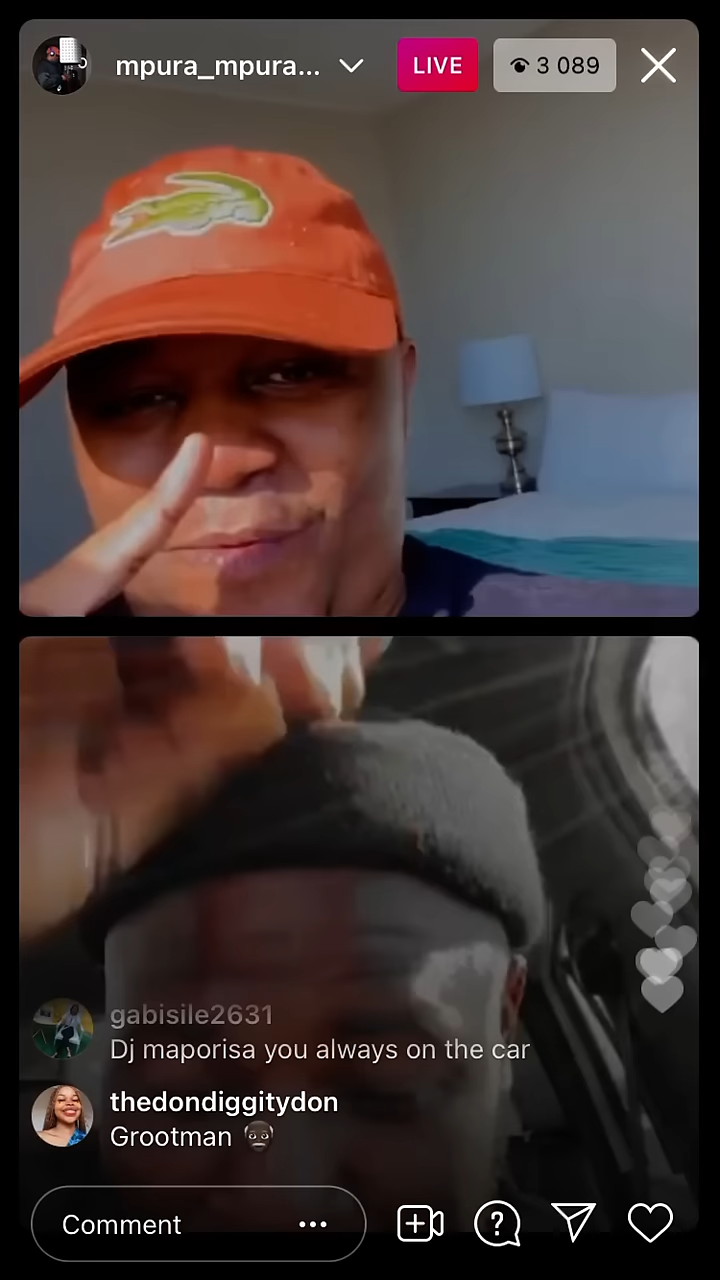 mpura_mpura...
LIVE
3 089
gabisile2631
Dj maporisa you always on the car
thedondiggitydon
Grootman 👴🏿
Comment